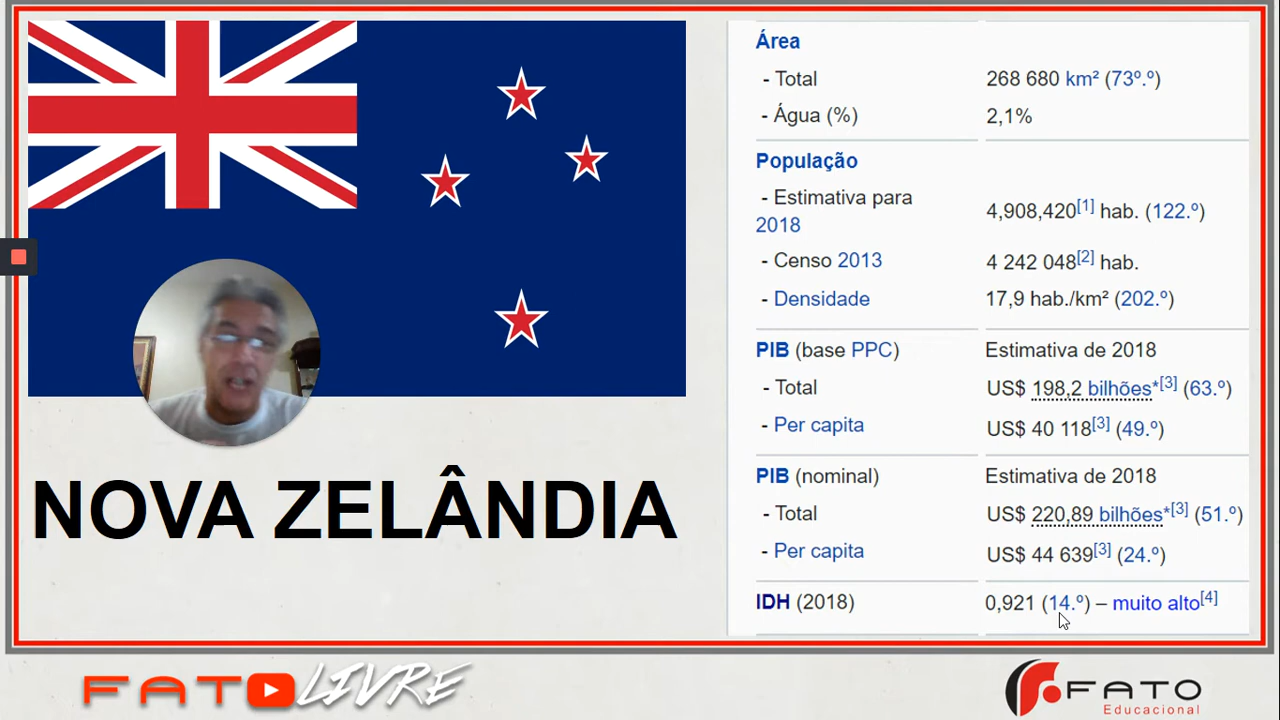 Área
- Total 268 680 km² (73º.º)
- Água (%) 2,1%
População
- Estimativa para
2018 4,908,420[1] hab. (122.º)
- Censo 2013 4 242 048[2] hab.
- Densidade 17,9 hab./km² (202.º)
PIB (base PPC) Estimativa de 2018
- Total US$ 198,2 bilhões*[3] (63.º)
- Per capita US$ 40 118[3] (49.º)
PIB (nominal) Estimativa de 2018
- Total US$ 220,89 bilhões*[3] (51.º)
- Per capita US$ 44 639[3] (24.º)
IDH (2018) 0,921 (14.º) – muito alto[4]
NOVA ZELÂNDIA
FATO LIVRE
FATO
Educacional